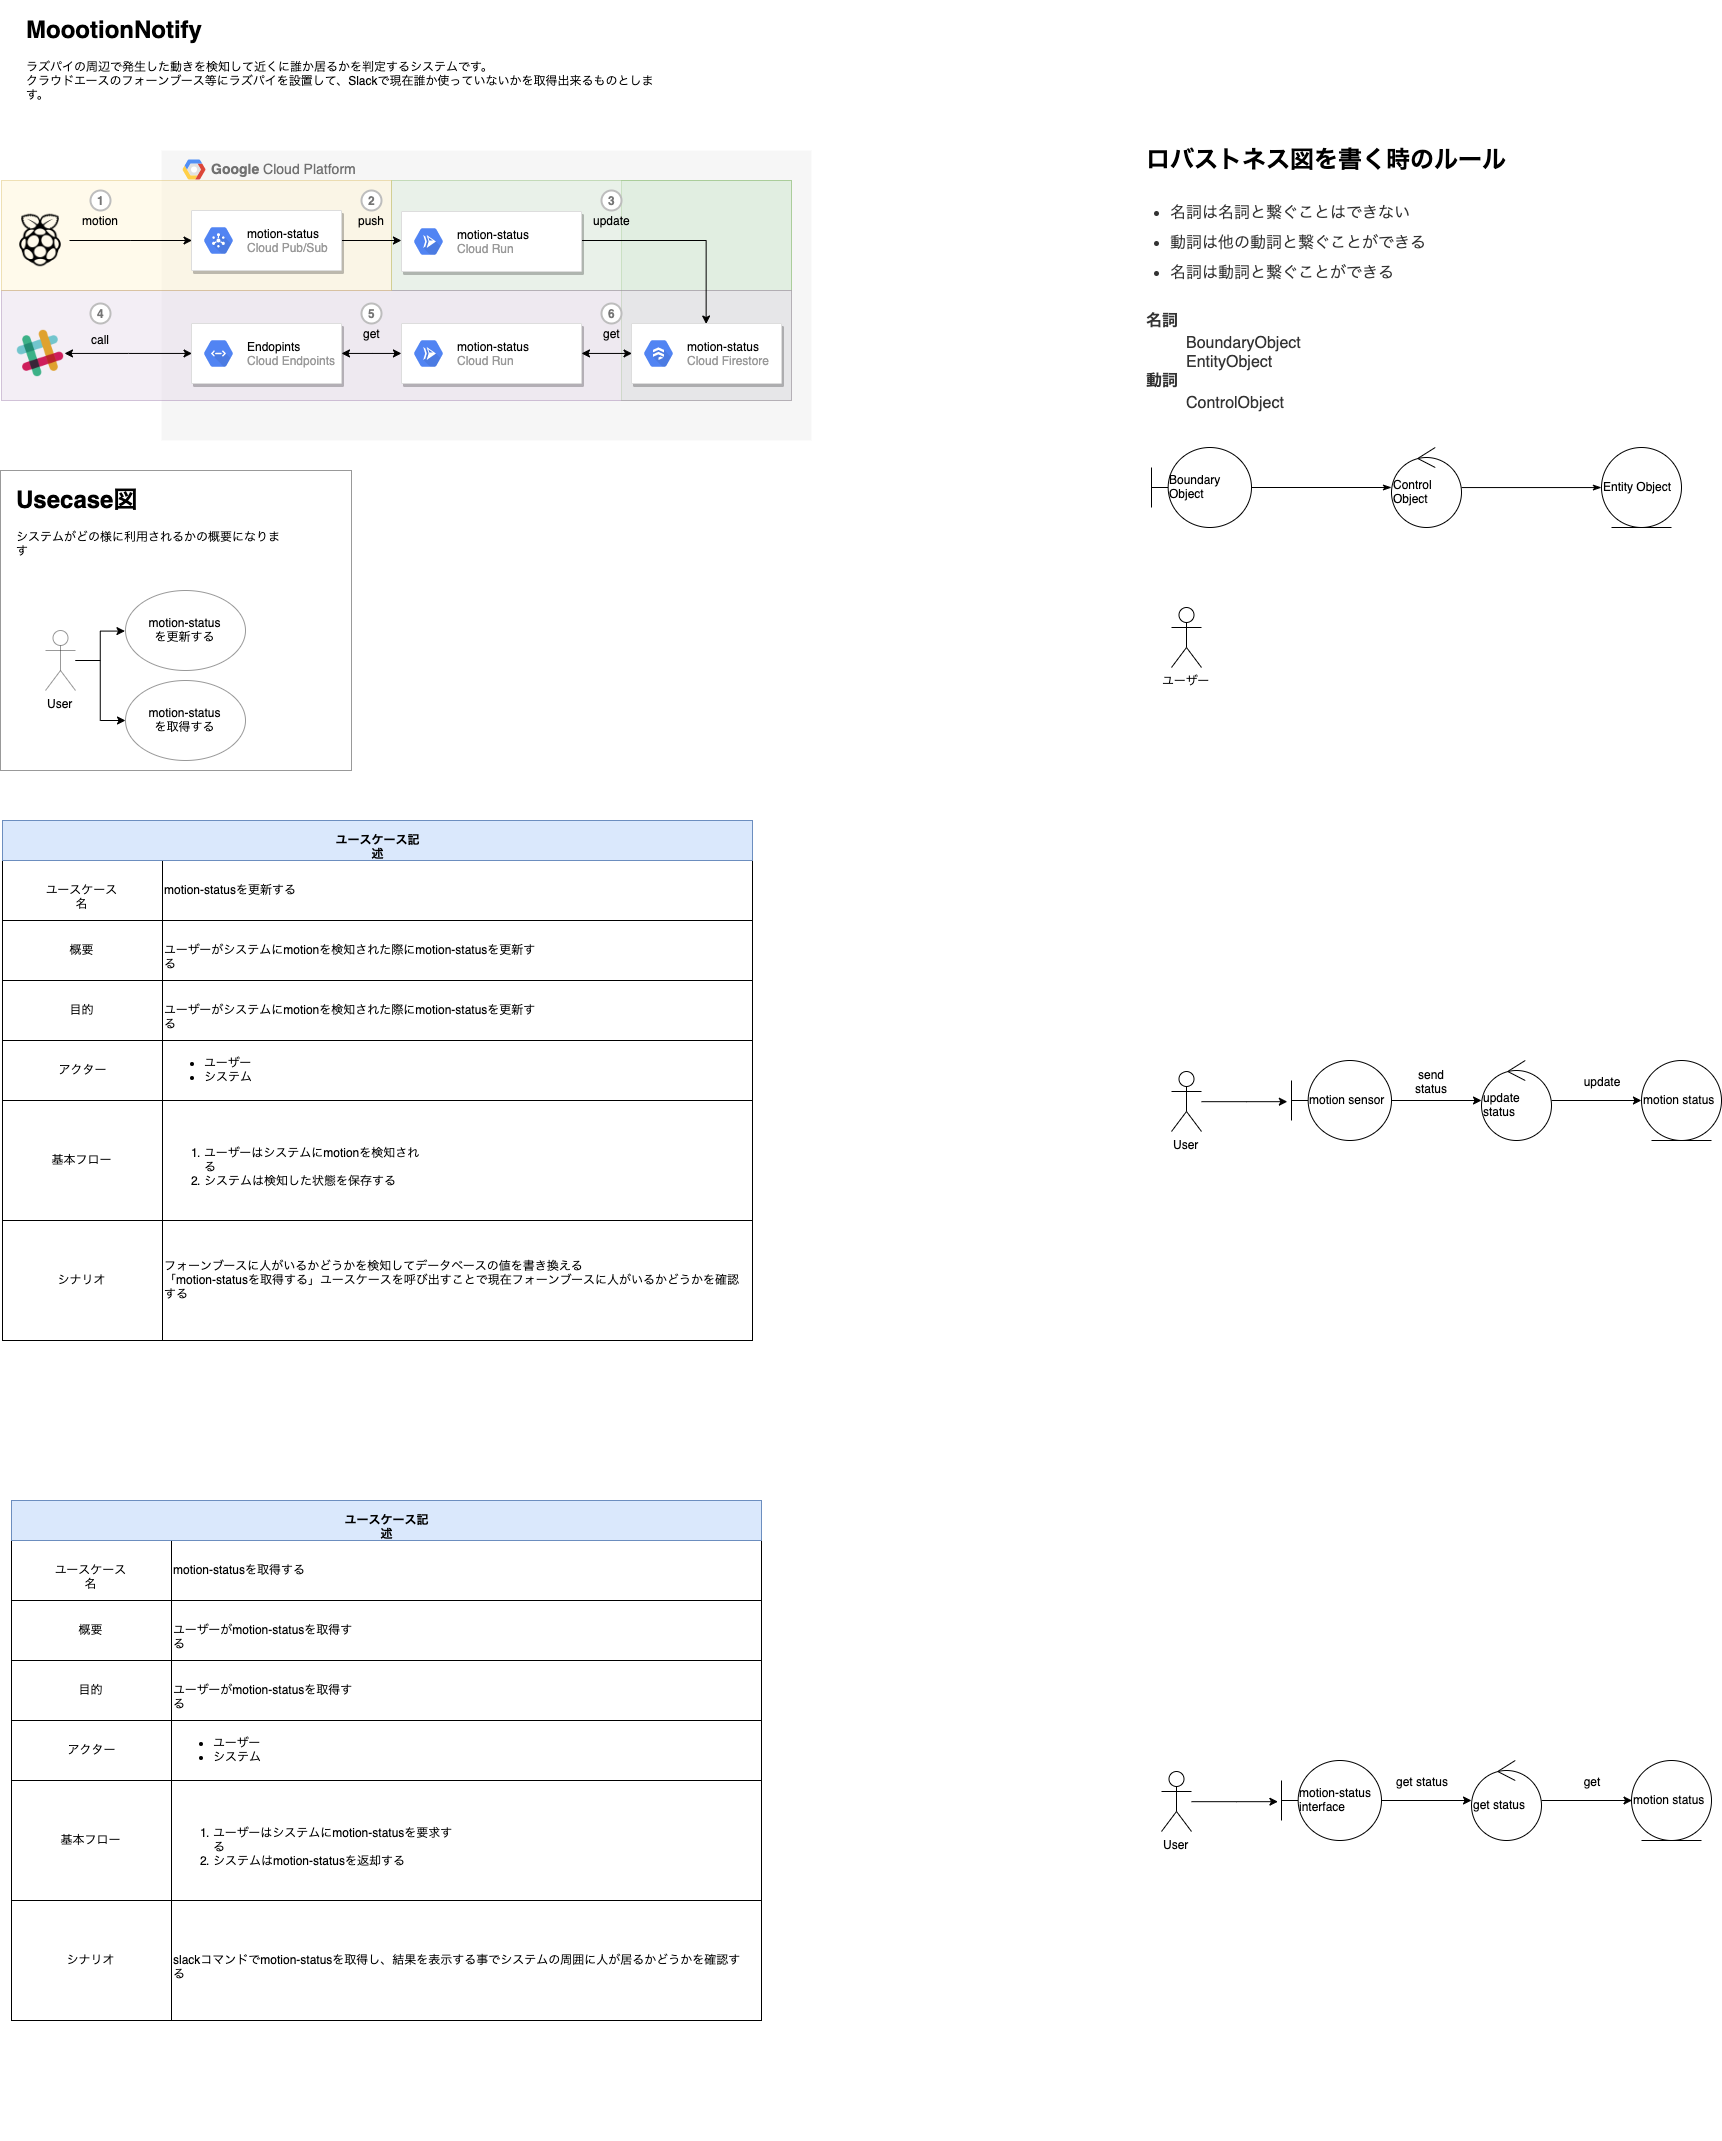 MoootionNotify
ラズパイの周辺で発生した動きを検知して近くに誰か居るかを判定するシステムです。
クラウドエースのフォーンブース等にラズパイを設置して、Slackで現在誰か使っていないかを取得出来るものとしま
す。
Google Cloud Platform
1
motion
motion-status
Cloud Pub/Sub
2
push
motion-status
Cloud Run
3
update
4
call
Endopints
Cloud Endpoints
5
get
motion-status
Cloud Run
6
get
motion-status
Cloud Firestore
ロバストネス図を書く時のルール
• 名詞は名詞と繋ぐことはできない
• 動詞は他の動詞と繋ぐことができる
• 名詞は動詞と繋ぐことができる
名詞
BoundaryObject
EntityObject
動詞
ControlObject
Boundary
Object
Control
Object
Entity Object
ユーザー
Usecase図
システムがどの様に利用されるかの概要になりま
す
User
motion-status
を更新する
motion-status
を取得する
ユースケース記
述
ユースケース
名
motion-statusを更新する
概要
ユーザーがシステムにmotionを検知された際にmotion-statusを更新す
る
目的
ユーザーがシステムにmotionを検知された際にmotion-statusを更新す
る
アクター
• ユーザー
• システム
基本フロー
1. ユーザーはシステムにmotionを検知され
る
2. システムは検知した状態を保存する
シナリオ
フォーンブースに人がいるかどうかを検知してデータベースの値を書き換える
「motion-statusを取得する」ユースケースを呼び出すことで現在フォーンブースに人がいるかどうかを確認
する
User
motion sensor
send
status
update
status
update
motion status
ユースケース記
述
ユースケース
名
motion-statusを取得する
概要
ユーザーがmotion-statusを取得す
る
目的
ユーザーがmotion-statusを取得す
る
アクター
• ユーザー
• システム
基本フロー
1. ユーザーはシステムにmotion-statusを要求す
る
2. システムはmotion-statusを返却する
シナリオ
slackコマンドでmotion-statusを取得し、結果を表示する事でシステムの周囲に人が居るかどうかを確認す
る
User
motion-status
interface
get status
get status
get
motion status